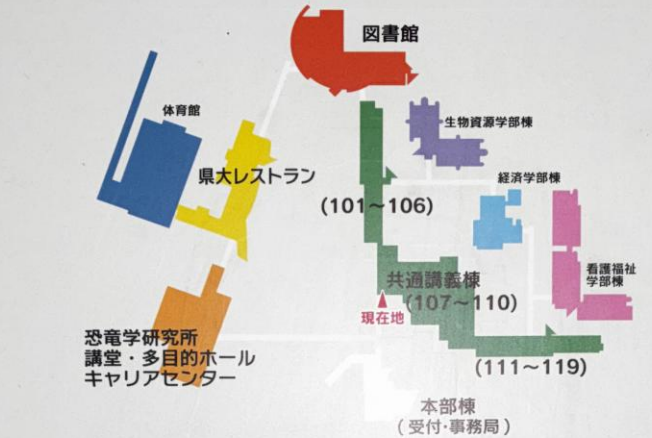 図書館
体育館
生物資源学部棟
県大レストラン
経済学部棟
(101～106)
看護福祉
学部棟
共通講義棟
(107～110)
現在地
恐竜学研究所
講堂・多目的ホール
キャリアセンター
(111～119)
本部棟
(受付・事務局)